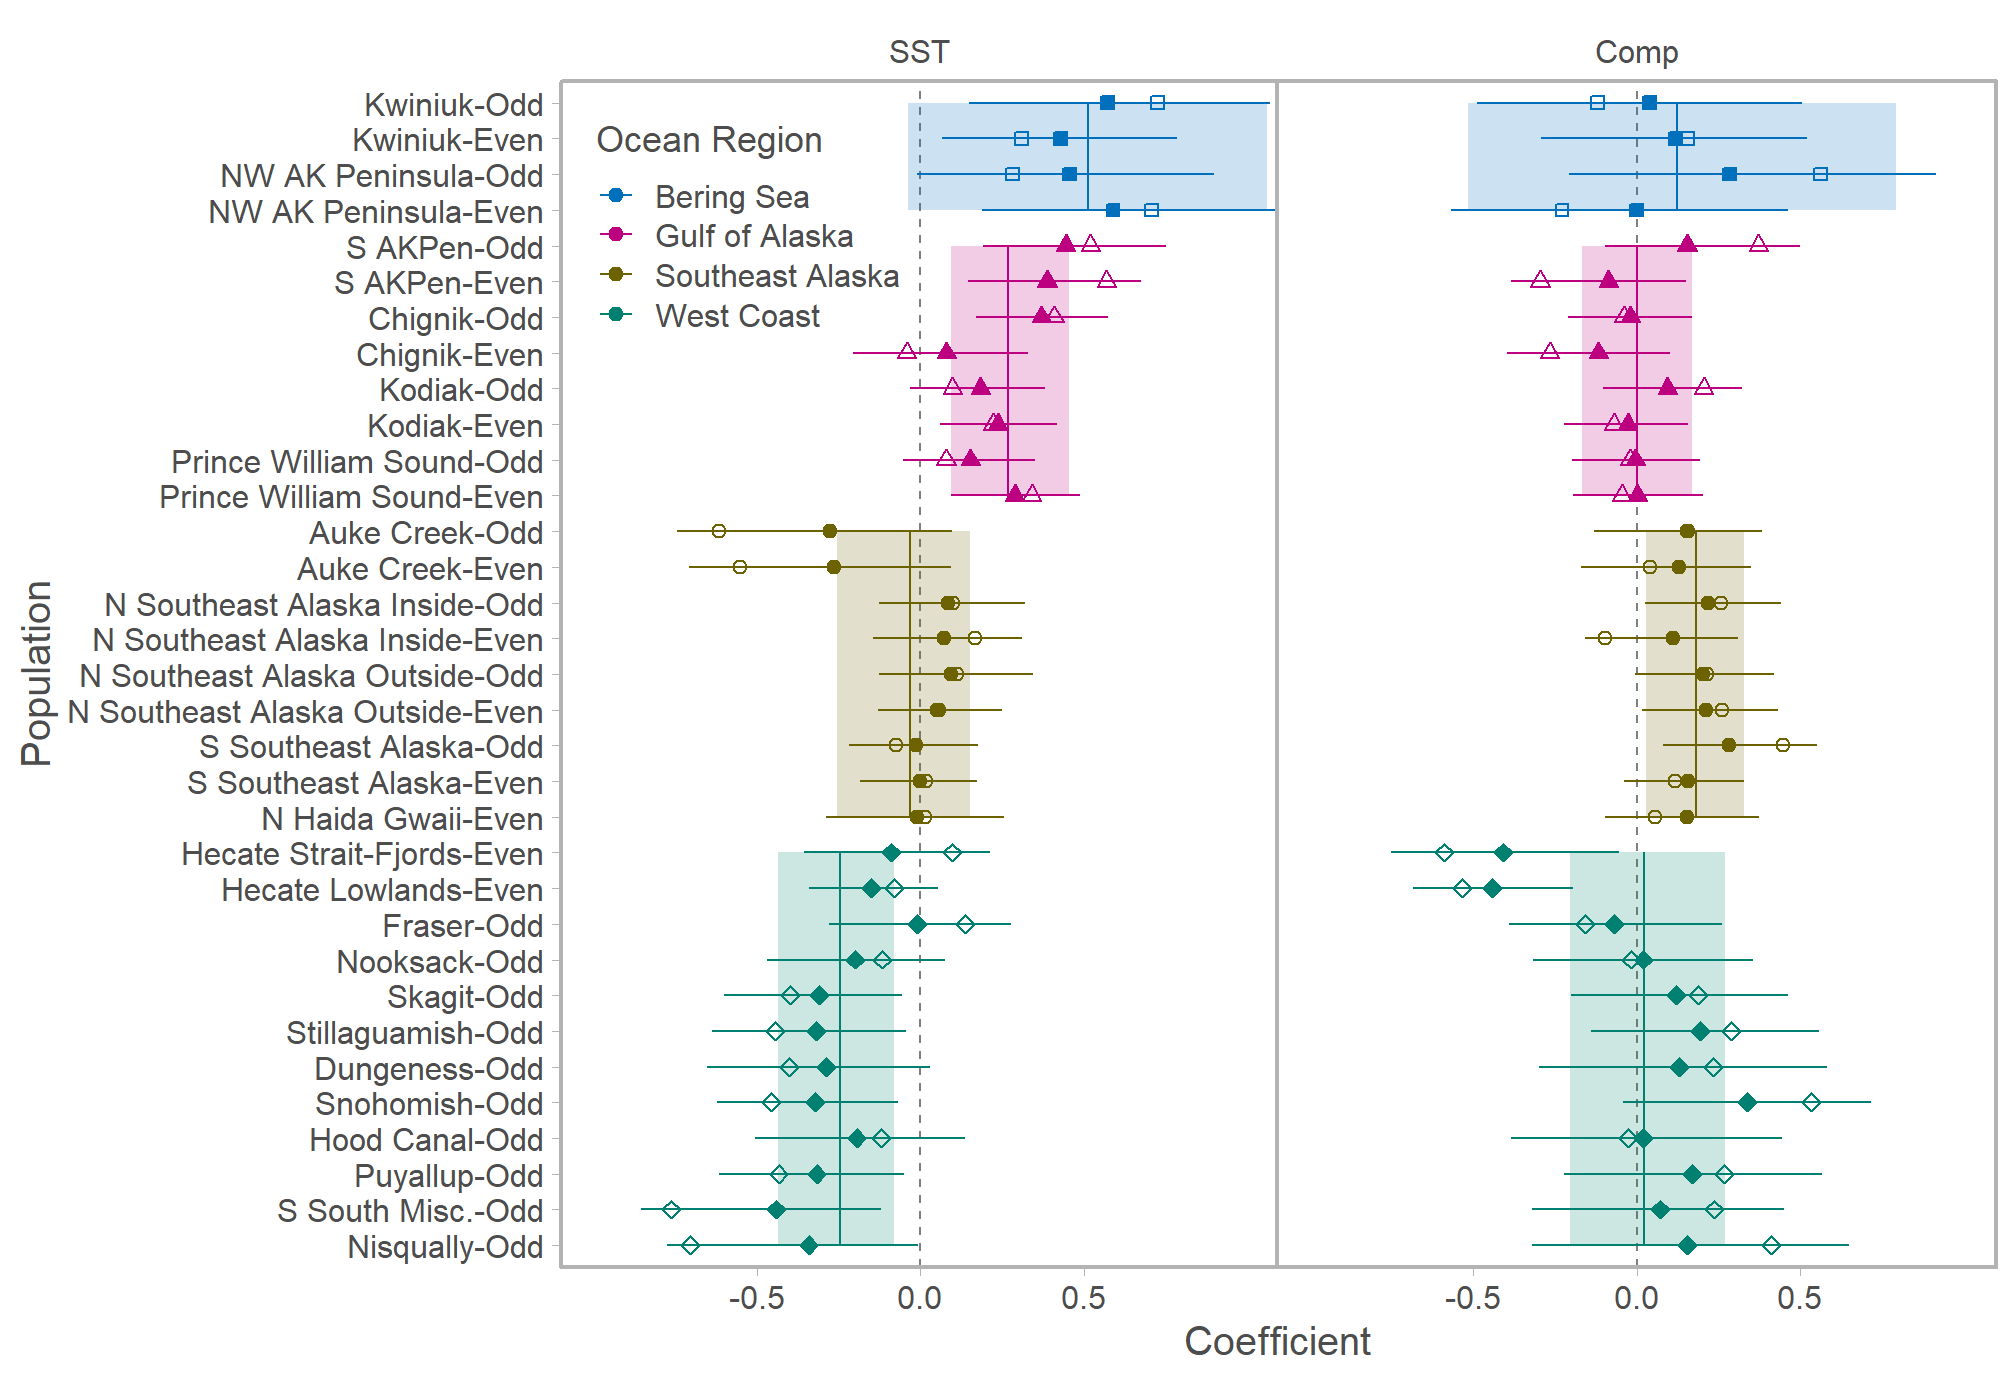 SST
Comp
Kwiniuk-Odd
Kwiniuk-Even
NW AK Peninsula-Odd
NW AK Peninsula-Even
S AKPen-Odd
S AKPen-Even
Chignik-Odd
Chignik-Even
Kodiak-Odd
Kodiak-Even
Prince William Sound-Odd
Prince William Sound-Even
Auke Creek-Odd
Auke Creek-Even
N Southeast Alaska Inside-Odd
N Southeast Alaska Inside-Even
N Southeast Alaska Outside-Odd
N Southeast Alaska Outside-Even
S Southeast Alaska-Odd
S Southeast Alaska-Even
N Haida Gwaii-Even
Hecate Strait-Fjords-Even
Hecate Lowlands-Even
Fraser-Odd
Nooksack-Odd
Skagit-Odd
Stillaguamish-Odd
Dungeness-Odd
Snohomish-Odd
Hood Canal-Odd
Puyallup-Odd
S South Misc.-Odd
Nisqually-Odd
Population
Ocean Region
Bering Sea
Gulf of Alaska
Southeast Alaska
West Coast
-0.5 0.0 0.5
-0.5 0.0 0.5
Coefficient